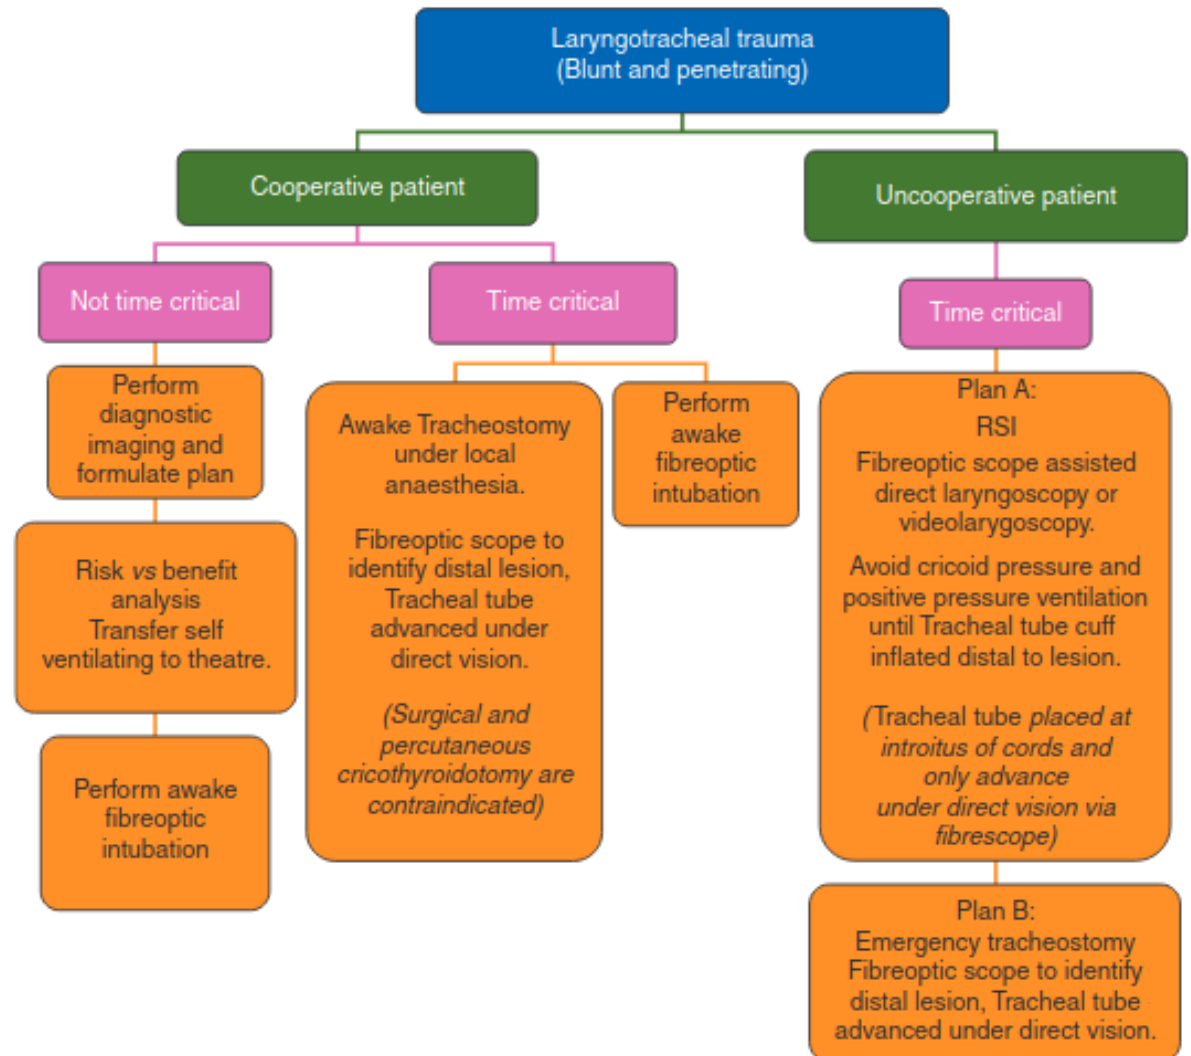 Laryngotracheal trauma
(Blunt and penetrating)
Cooperative patient
Uncooperative patient
Not time critical
Time critical
Time critical
Perform
diagnostic
imaging and
formulate plan
Risk vs benefit
analysis
Transfer self
ventilating to theatre.
Perform awake
fibreoptic
intubation
Awake Tracheostomy
under local
anaesthesia.
Fibreoptic scope to
identify distal lesion,
Tracheal tube
advanced under
direct vision.
(Surgical and
percutaneous
cricothyroidotomy are
contraindicated)
Perform
awake
fibreoptic
intubation
Plan A:
RSI
Fibreoptic scope assisted
direct laryngoscopy or
videolarygoscopy.
Avoid cricoid pressure and
positive pressure ventilation
until Tracheal tube cuff
inflated distal to lesion.
(Tracheal tube placed at
introitus of cords and
only advance
under direct vision via
fibrescope)
Plan B:
Emergency tracheostomy
Fibreoptic scope to identify
distal lesion, Tracheal tube
advanced under direct vision.